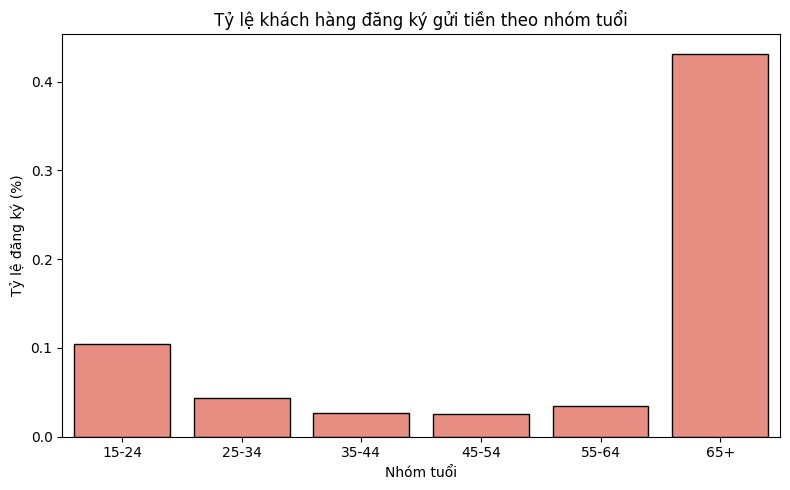 Tỷ lệ khách hàng đăng ký gửi tiền theo nhóm tuổi
Tỷ lệ đăng ký (%)
0.4
0.3
0.2
0.1
0.0
15-24 25-34 35-44 45-54 55-64 65+
Nhóm tuổi